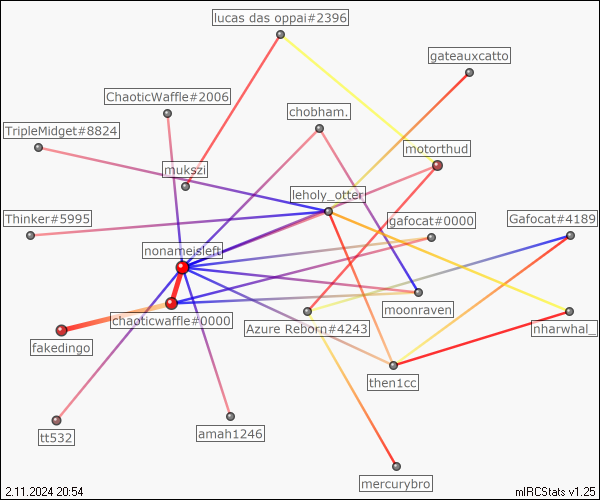 lucas das oppai#2396
gateauxcatto
ChaoticWaffle#2006
chobham.
TripleMidget#8824
motorthud
mukszi
leholy_otter
Thinker#5995
gafocat#0000
Gafocat#4189
nonameisleft
moonraven
chaoticwaffle#0000
Azure Reborn#4243
nharwhal_
fakedingo
then1cc
tt532
amah1246
mercurybro
2.11.2024 20:54
mIRCStats v1.25